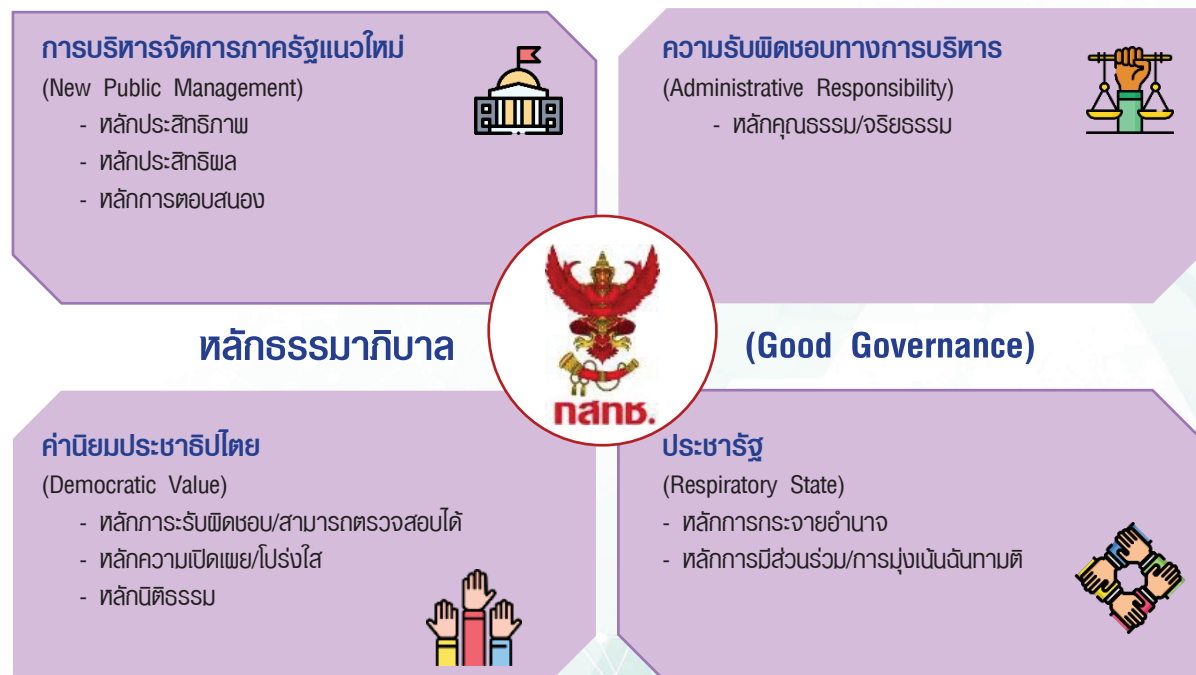 การบริหารจัดการภาครัฐแนวใหม่
(New Public Management)
- หลักประสิทธิภาพ
- หลักประสิทธิผล
- หลักการตอบสนอง
ความรับผิดชอบทางการบริหาร
(Administrative Responsibility)
- หลักคุณธรรม/จริยธรรม
หลักธรรมาภิบาล
กสทช.
(Good Governance)
ค่านิยมประชาธิปไตย
(Democratic Value)
- หลักภาระรับผิดชอบ/สามารถตรวจสอบได้
- หลักความเปิดเผย/โปร่งใส
- หลักนิติธรรม
ประชารัฐ
(Respiratory State)
- หลักการกระจายอำนาจ
- หลักการมีส่วนร่วม/การมุ่งเน้นฉันทามติ